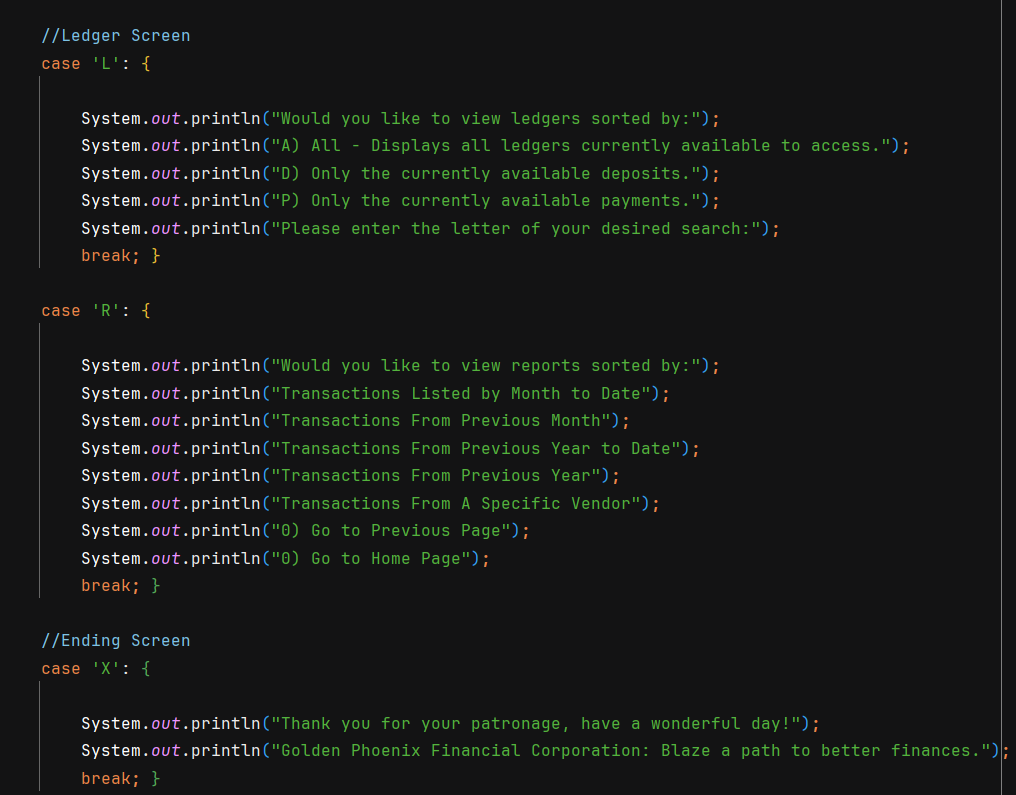 //Ledger Screen
case 'L': {
System.out.println("Would you like to view ledgers sorted by:");
System.out.println("A) All - Displays all ledgers currently available to access.");
System.out.println("D) Only the currently available deposits.");
System.out.println("P) Only the currently available payments.");
System.out.println("Please enter the letter of your desired search:");
break; }
case 'R': {
System.out.println("Would you like to view reports sorted by:");
System.out.println("Transactions Listed by Month to Date");
System.out.println("Transactions From Previous Month");
System.out.println("Transactions From Previous Year to Date");
System.out.println("Transactions From Previous Year");
System.out.println("Transactions From A Specific Vendor");
System.out.println("0) Go to Previous Page");
System.out.println("0) Go to Home Page");
break; }
//Ending Screen
case 'X': {
System.out.println("Thank you for your patronage, have a wonderful day!");
System.out.println("Golden Phoenix Financial Corporation: Blaze a path to better finances.");
break; }